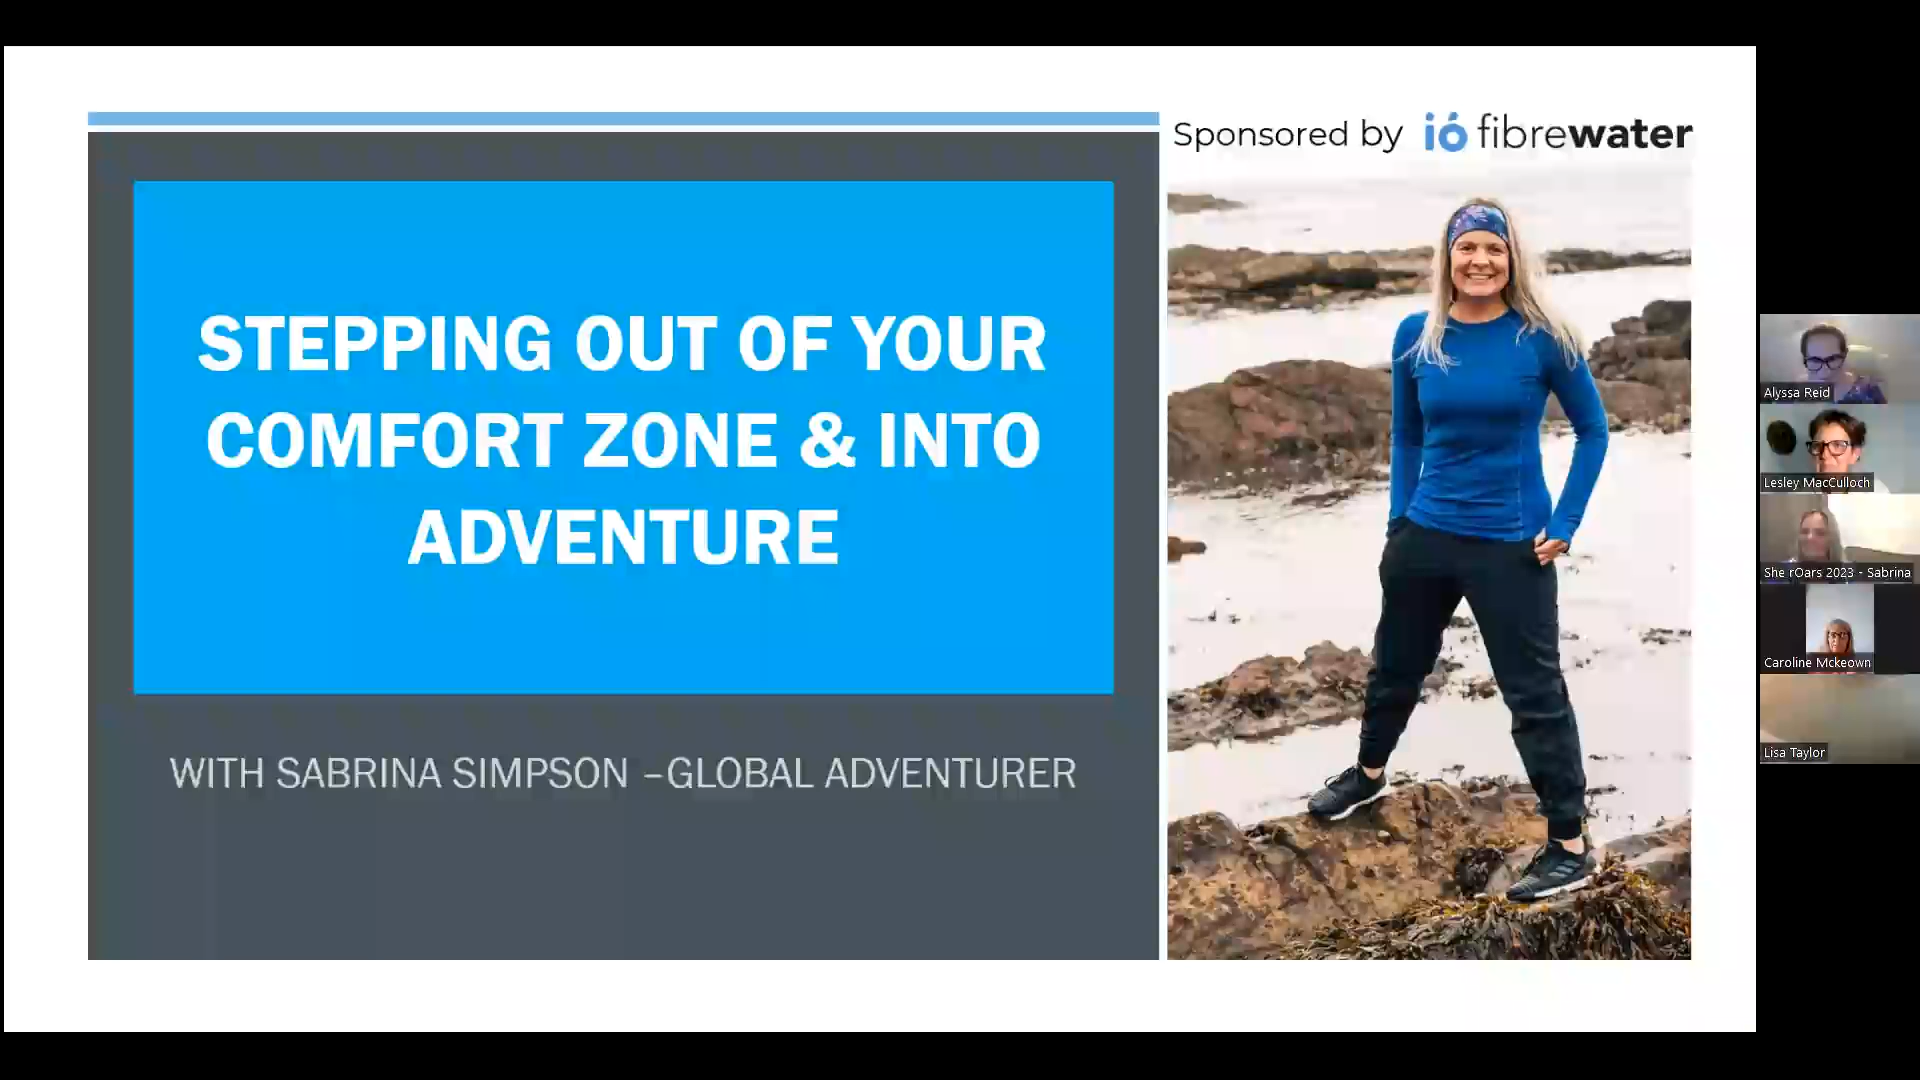 Sponsored by ió fibrewater
STEPPING OUT OF YOUR
COMFORT ZONE & INTO
ADVENTURE
WITH SABRINA SIMPSON –GLOBAL ADVENTURER
Alyssa Reid
Lesley MacCulloch
She rOars 2023 - Sabrina
Caroline Mckeown
Lisa Taylor